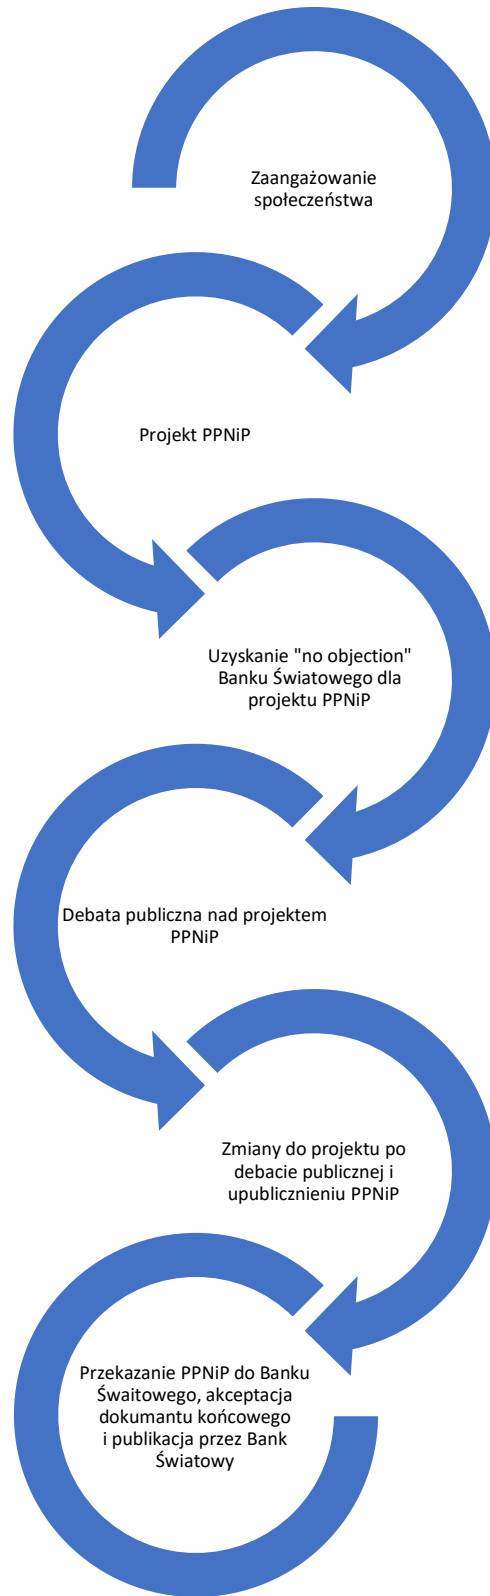 Zaangażowanie
społeczeństwa
Projekt PPNiP
Uzyskanie "no objection"
Banku Światowego dla
projektu PPNiP
Debata publiczna nad projektem
PPNiP
Zmiany do projektu po
debacie publicznej i
upublicznieniu PPNiP
Przekazanie PPNiP do Banku
Śwaitowego, akceptacja
dokumantu końcowego
i publikacja przez Bank
Światowy